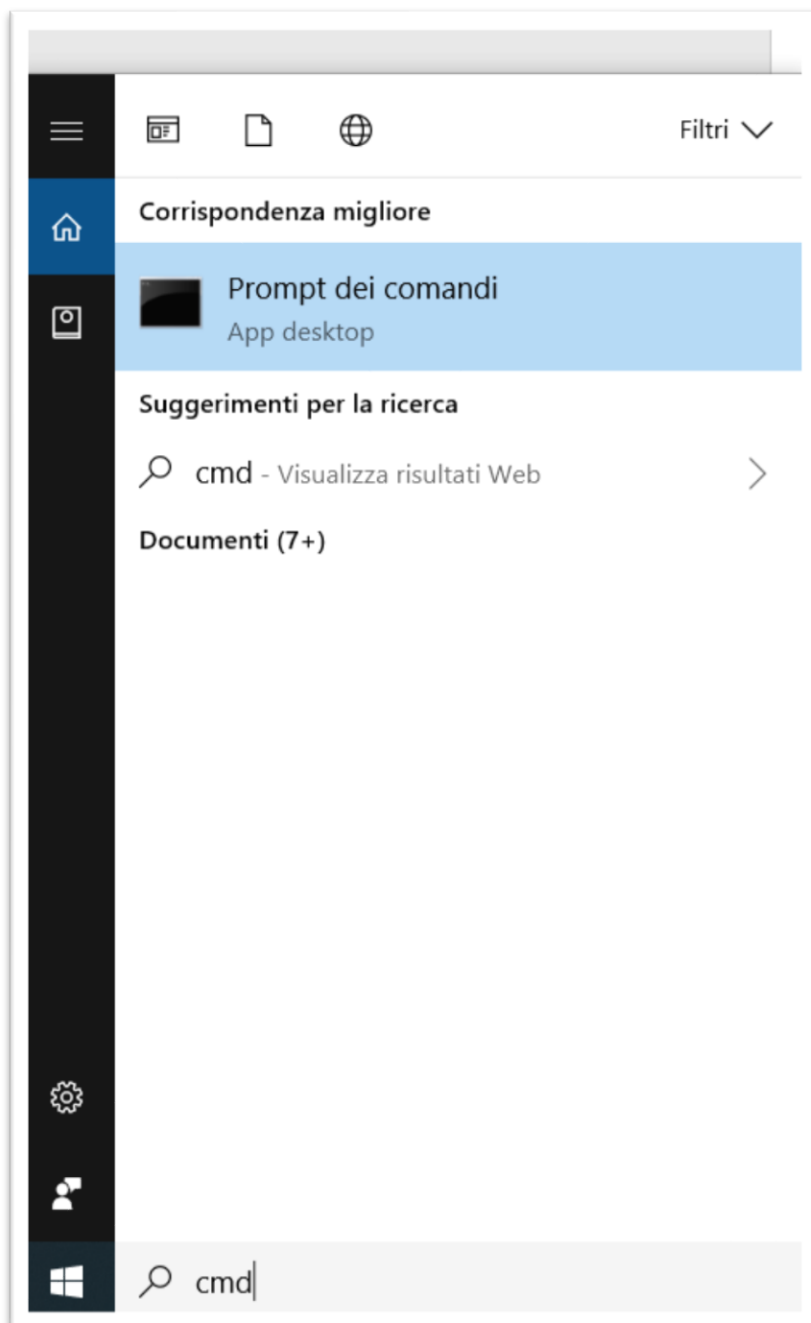 Filtri
Corrispondenza migliore
Prompt dei comandi
App desktop
Suggerimenti per la ricerca
cmd - Visualizza risultati Web
Documenti (7+)
cmd